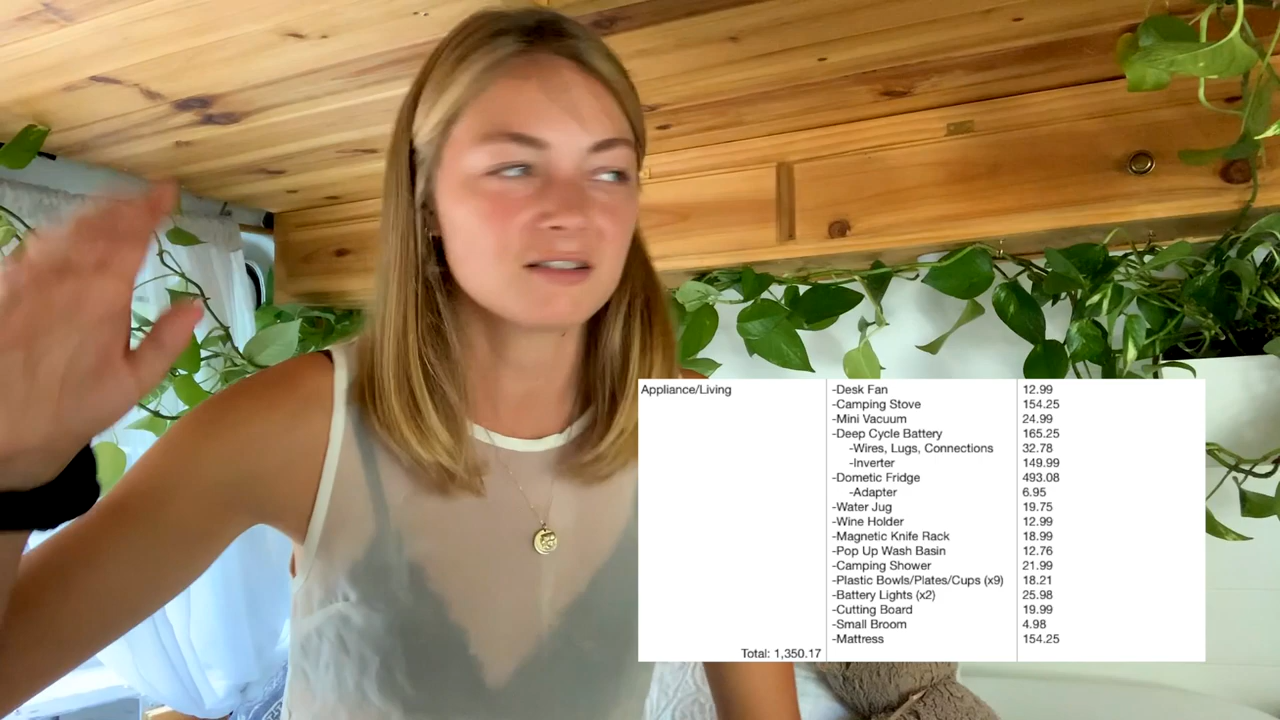 Appliance/Living -Desk Fan 12.99
-Camping Stove 154.25
-Mini Vacuum 24.99
-Deep Cycle Battery 165.25
-Wires, Lugs, Connections 32.78
-Inverter 149.99
-Dometic Fridge 493.08
-Adapter 6.95
-Water Jug 19.75
-Wine Holder 12.99
-Magnetic Knife Rack 18.99
-Pop Up Wash Basin 12.76
-Camping Shower 21.99
-Plastic Bowls/Plates/Cups (x9) 18.21
-Battery Lights (x2) 25.98
-Cutting Board 19.99
-Small Broom 4.98
-Mattress 154.25
Total: 1,350.17